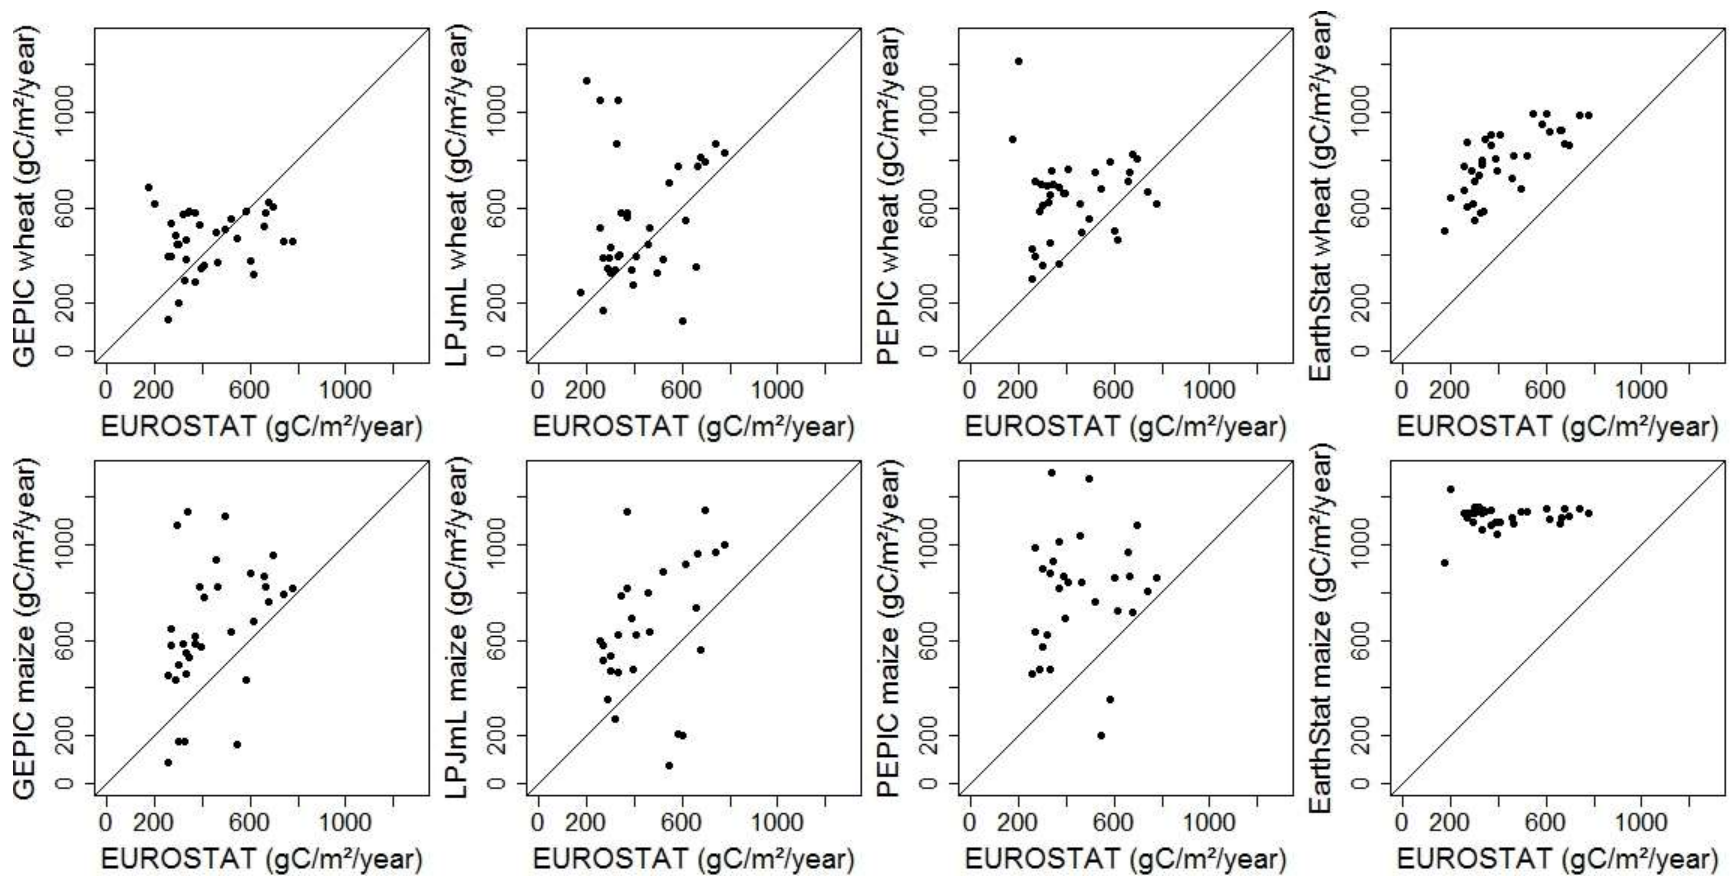 GEPIC wheat (gC/m²/year)
1000
600
200
0
0 200 600 1000
EUROSTAT (gC/m²/year)
LPJmL wheat (gC/m²/year)
1000
600
200
0
0 200 600 1000
EUROSTAT (gC/m²/year)
PEPIC wheat (gC/m²/year)
1000
600
200
0
0 200 600 1000
EUROSTAT (gC/m²/year)
EarthStat wheat (gC/m²/year)
1000
600
200
0
0 200 600 1000
EUROSTAT (gC/m²/year)
GEPIC maize (gC/m²/year)
1000
600
200
0
0 200 600 1000
EUROSTAT (gC/m²/year)
LPJmL maize (gC/m²/year)
1000
600
200
0
0 200 600 1000
EUROSTAT (gC/m²/year)
PEPIC maize (gC/m²/year)
1000
600
200
0
0 200 600 1000
EUROSTAT (gC/m²/year)
EarthStat maize (gC/m²/year)
1000
600
200
0
0 200 600 1000
EUROSTAT (gC/m²/year)